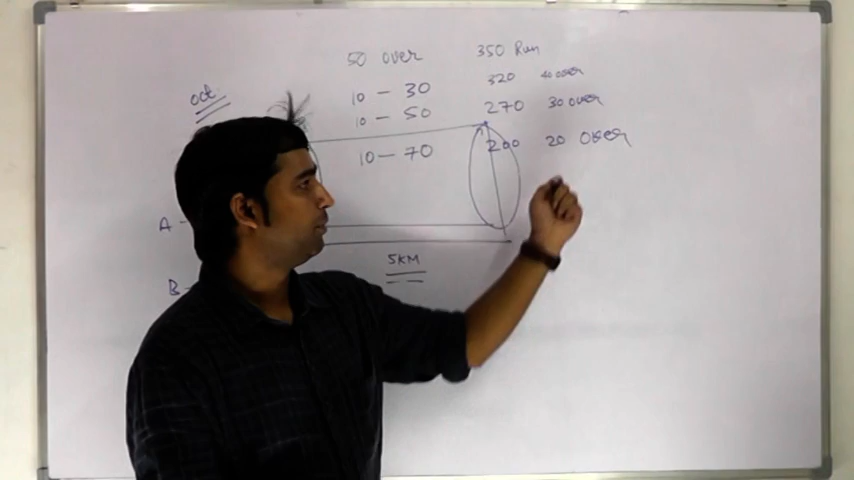 50 over 350 Run
oct. 320 40 over
10 - 30
10 - 50 270 30 over
10 - 70 200 20 Over
A -
5KM
B -